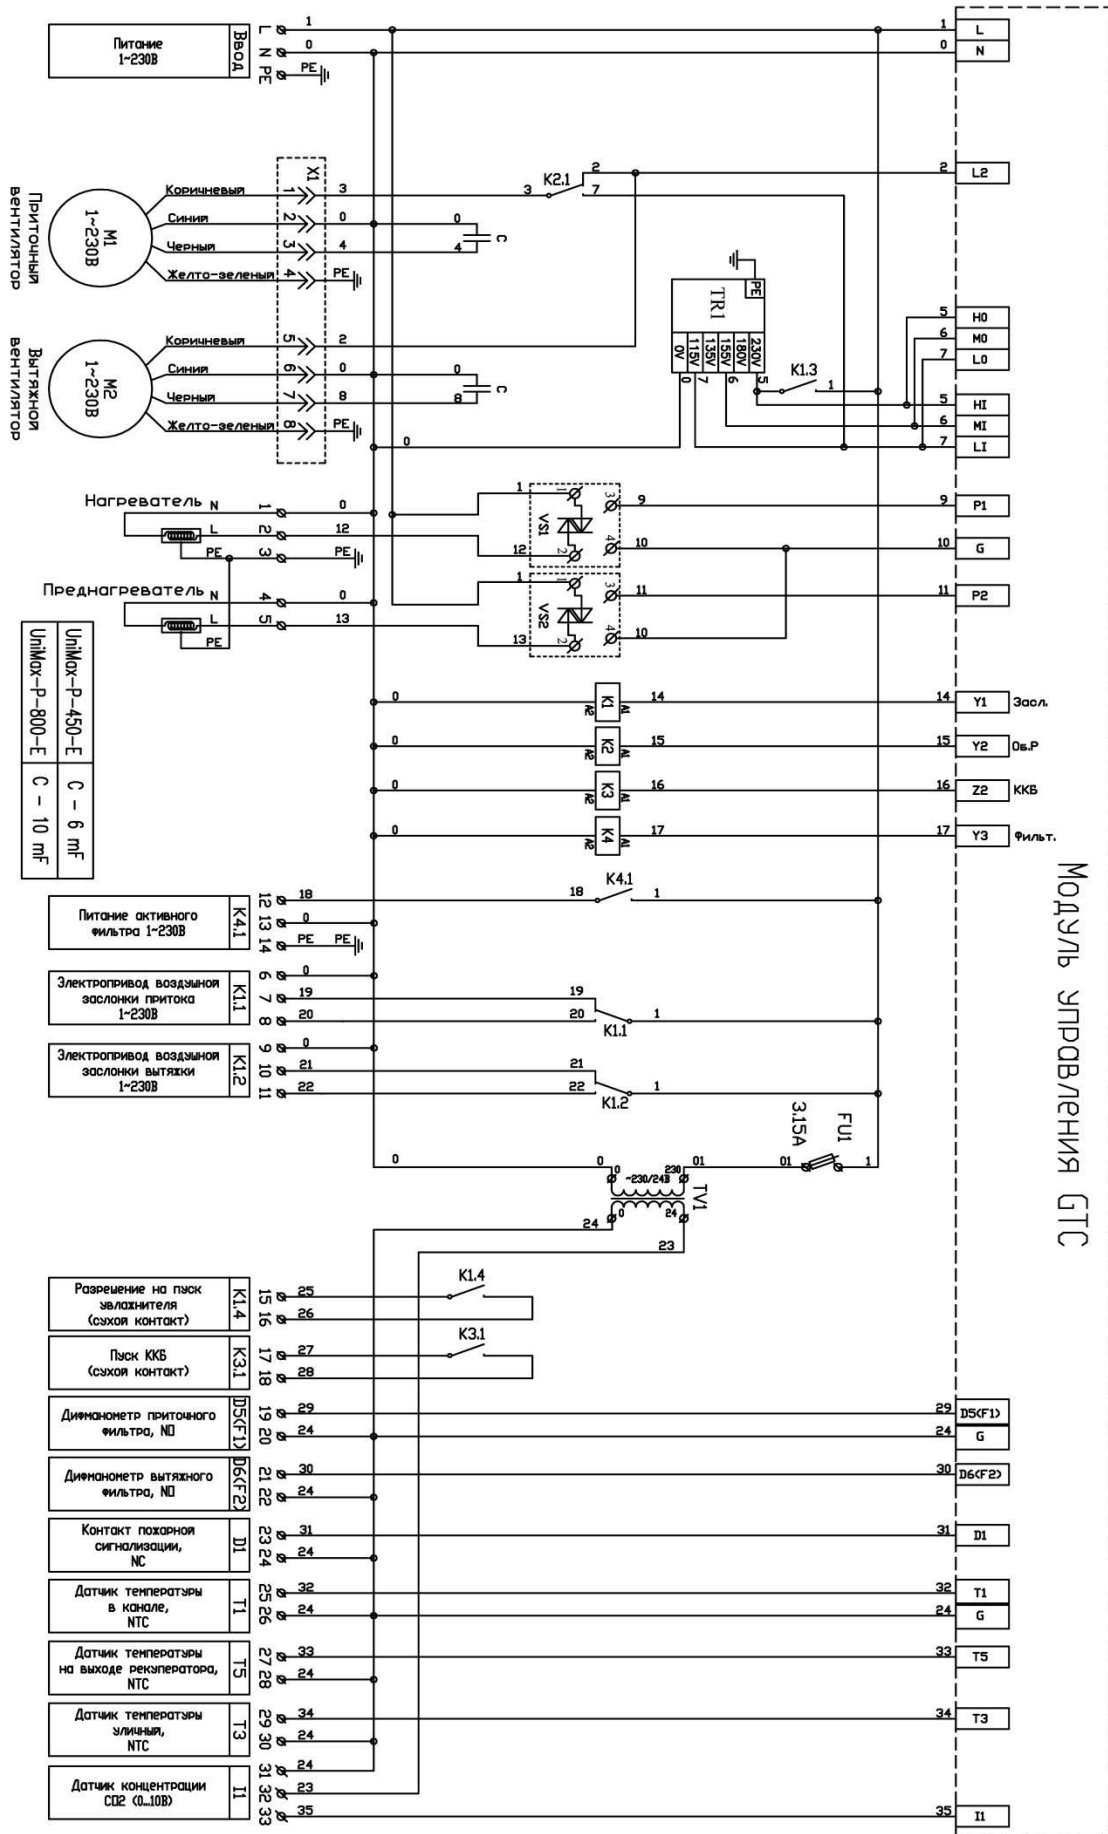 Питание
1~230В
Ввод
L 1
N 0
PE PE
1 L
0 N
Приточный
вентилятор
М1
1~230В
X1
Коричневый 1 3
Синий 2 0
Черный 3 4
Желто-зеленый 4 PE
0
4
C
3 K2.1 2
7
2 L2
Вытяжной
вентилятор
М2
1~230В
Коричневый 5 2
Синий 6 0
Черный 7 8
Желто-зеленый 8 PE
0
8
C
0
PE
TR1
230V
180V
155V
135V
115V
0V
5
6
7
0
K1.3
1
5 H0
6 M0
7 L0
5 HI
6 MI
7 LI
Нагреватель N 1 0
L 2 12
PE 3 PE
Преднагреватель N 4 0
L 5 13
PE
1
12
VS1
1
2
3
4
9
10
1
13
VS2
1
2
3
4
11
10
9 P1
10 G
11 P2
UniMax-P-450-E C - 6 mF
UniMax-P-800-E C - 10 mF
0 A2 K1 A1 14 14 Y1 Засл.
0 A2 K2 A1 15 15 Y2 Об.Р
0 A2 K3 A1 16 16 Z2 ККБ
0 A2 K4 A1 17 17 Y3 Фильт.
Модуль управления GTC
Питание активного
фильтра 1~230В
K4.1
12 18
13 0
14 PE PE
18 K4.1 1
Электропривод воздушной
заслонки притока
1~230В
K1.1
6 0
7 19
8 20
19
20 K1.1 1
Электропривод воздушной
заслонки вытяжки
1~230В
K1.2
9 0
10 21
11 22
21
22 K1.2 1
FU1
3.15A
01 1
0 0 0 230 01
~230/24В
TV1
0 24
24
23
Разрешение на пуск
увлажнителя
(сухой контакт)
K1.4
15 25
16 26
K1.4
Пуск ККБ
(сухой контакт)
K3.1
17 27
18 28
K3.1
Дифманометр приточного
фильтра, NO
D5(F1)
19 29
20 24
29 D5(F1)
24 G
Дифманометр вытяжного
фильтра, NO
D6(F2)
21 30
22 24
30 D6(F2)
Контакт пожарной
сигнализации,
NC
D1
23 31
24 24
31 D1
Датчик температуры
в канале,
NTC
T1
25 32
26 24
32 T1
24 G
Датчик температуры
на выходе рекуператора,
NTC
T5
27 33
28 24
33 T5
Датчик температуры
уличный,
NTC
T3
29 34
30 24
34 T3
Датчик концентрации
CO2 (0...10В)
I1
31 24
32 23
33 35
35 I1